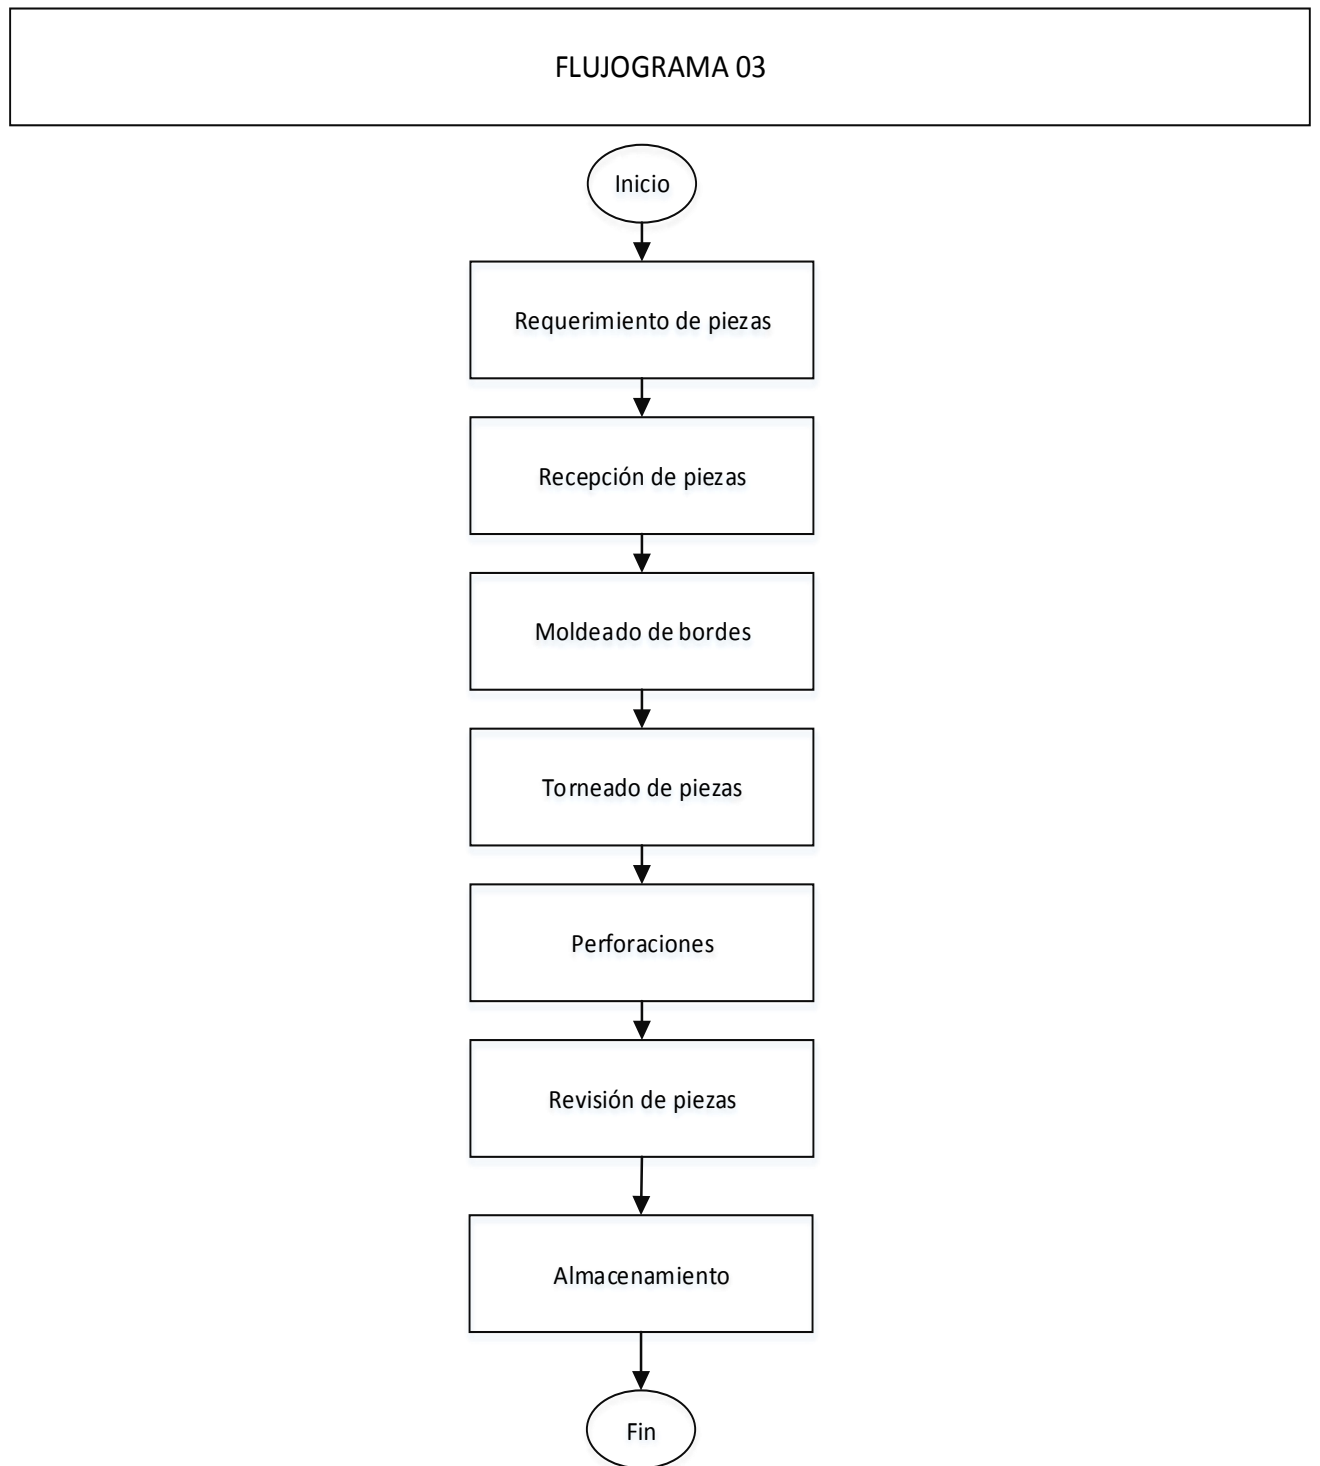 FLUJOGRAMA 03
Inicio
Requerimiento de piezas
Recepción de piezas
Moldeado de bordes
Torneado de piezas
Perforaciones
Revisión de piezas
Almacenamiento
Fin